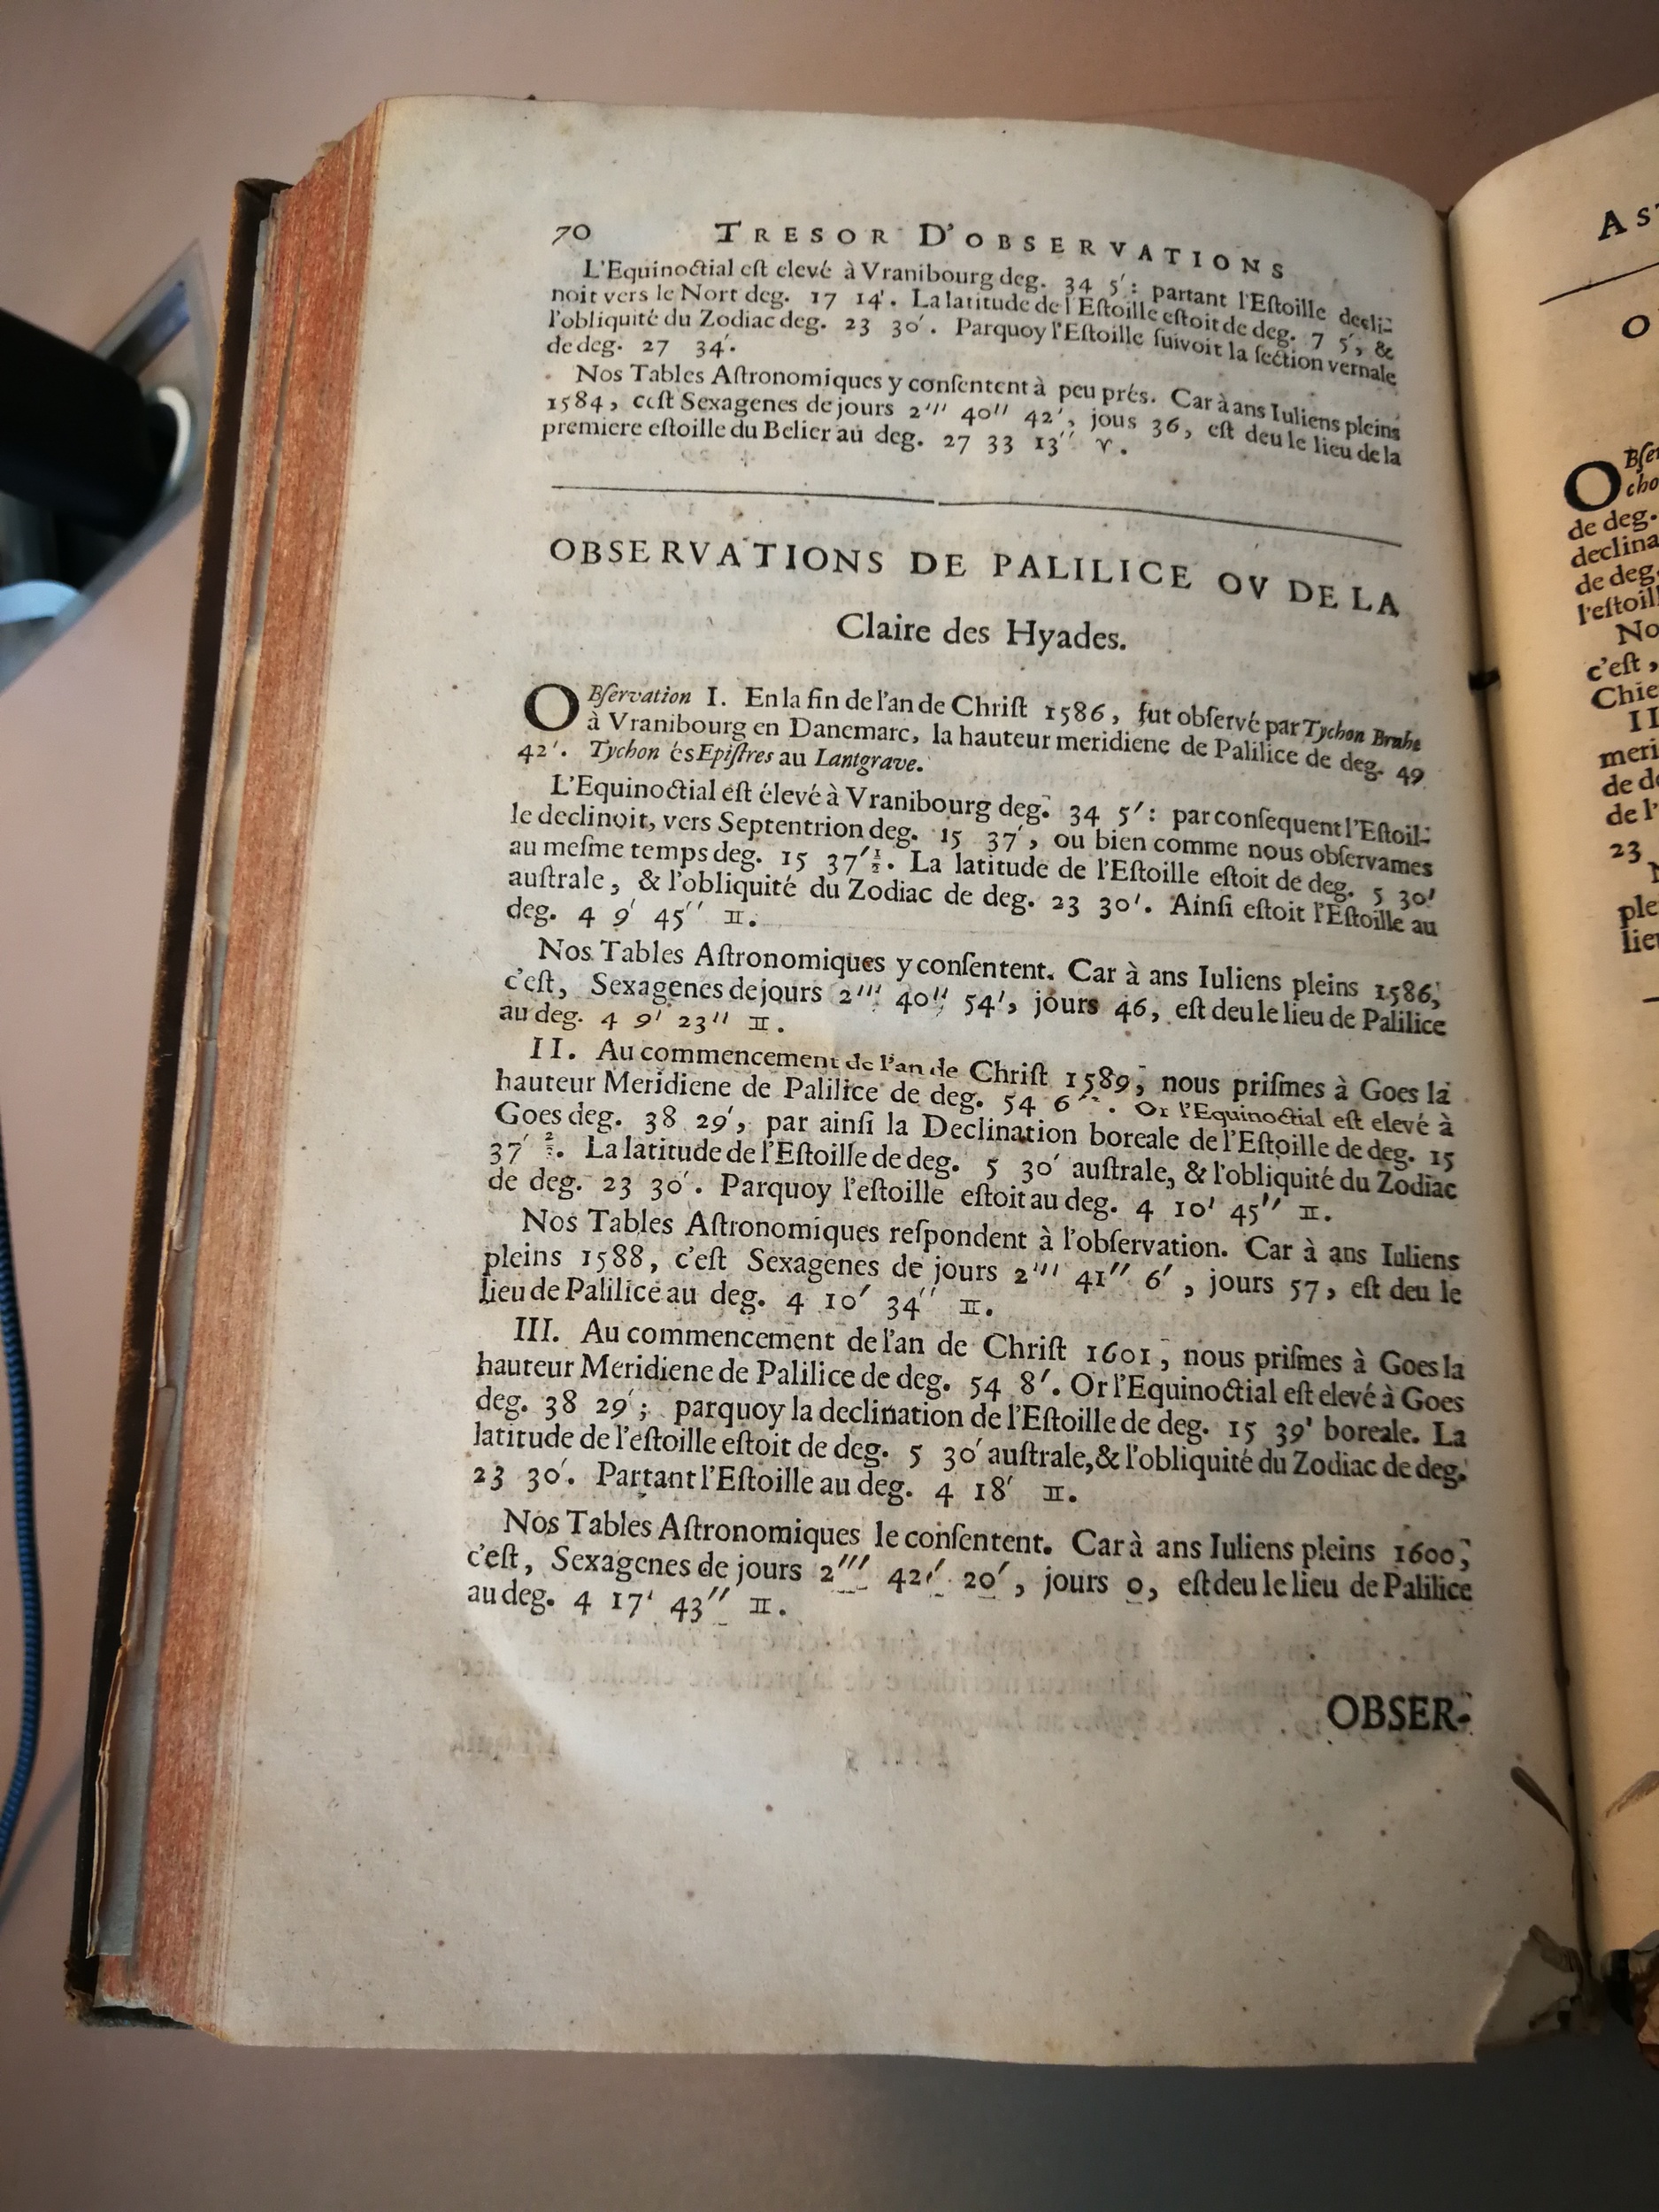 70 TRESOR D'OBSERVATIONS
L'Equinoctial eſt elevé à Vranibourg deg. 34 5′: partant l'Eſtoille decli-
noit vers le Nort deg. 17 14′. La latitude de l'Eſtoille eſtoit de deg. 7 5′, &
l'obliquité du Zodiac deg. 23 30′. Parquoy l'Eſtoille ſuivoit la ſection vernale
de deg. 27 34′.
Nos Tables Aſtronomiques y conſentent à peu prés. Car à ans Iuliens pleins
1584, ceſt Sexagenes de jours 2‴ 40″ 42′, jous 36, eſt deu le lieu de la
premiere eſtoille du Belier au deg. 27 33 13″ ♈.
OBSERVATIONS DE PALILICE OV DE LA
Claire des Hyades.
OBſervation I. En la fin de l'an de Chriſt 1586, fut obſervé par Tychon Brahe
à Vranibourg en Danemarc, la hauteur meridiene de Palilice de deg. 49
42′. Tychon és Epiſtres au Lantgrave.
L'Equinoctial eſt élevé à Vranibourg deg. 34 5′: par conſequent l'Eſtoil-
le declinoit, vers Septentrion deg. 15 37′, ou bien comme nous obſervames
au meſme temps deg. 15 37′½. La latitude de l'Eſtoille eſtoit de deg. 5 30′
auſtrale, & l'obliquité du Zodiac de deg. 23 30′. Ainſi eſtoit l'Eſtoille au
deg. 4 9′ 45″ ♊.
Nos Tables Aſtronomiques y conſentent. Car à ans Iuliens pleins 1586,
c'eſt, Sexagenes de jours 2‴ 40″ 54′, jours 46, eſt deu le lieu de Palilice
au deg. 4 9′ 23″ ♊.
II. Au commencement de l'an de Chriſt 1589, nous priſmes à Goes la
hauteur Meridiene de Palilice de deg. 54 6′. Or l'Equinoctial eſt elevé à
Goes deg. 38 29′, par ainſi la Declination boreale de l'Eſtoille de deg. 15
37′. La latitude de l'Eſtoille de deg. 5 30′ auſtrale, & l'obliquité du Zodiac
de deg. 23 30′. Parquoy l'eſtoille eſtoit au deg. 4 10′ 45″ ♊.
Nos Tables Aſtronomiques reſpondent à l'obſervation. Car à ans Iuliens
pleins 1588, c'eſt Sexagenes de jours 2‴ 41″ 6′, jours 57, eſt deu le
lieu de Palilice au deg. 4 10′ 34″ ♊.
III. Au commencement de l'an de Chriſt 1601, nous priſmes à Goes la
hauteur Meridiene de Palilice de deg. 54 8′. Or l'Equinoctial eſt elevé à Goes
deg. 38 29′; parquoy la declination de l'Eſtoille de deg. 15 39′ boreale. La
latitude de l'eſtoille eſtoit de deg. 5 30′ auſtrale, & l'obliquité du Zodiac de deg.
23 30′. Partant l'Eſtoille au deg. 4 18′ ♊.
Nos Tables Aſtronomiques le conſentent. Car à ans Iuliens pleins 1600,
c'eſt, Sexagenes de jours 2‴ 42″ 20′, jours 0, eſt deu le lieu de Palilice
au deg. 4 17′ 43″ ♊.
OBSER-